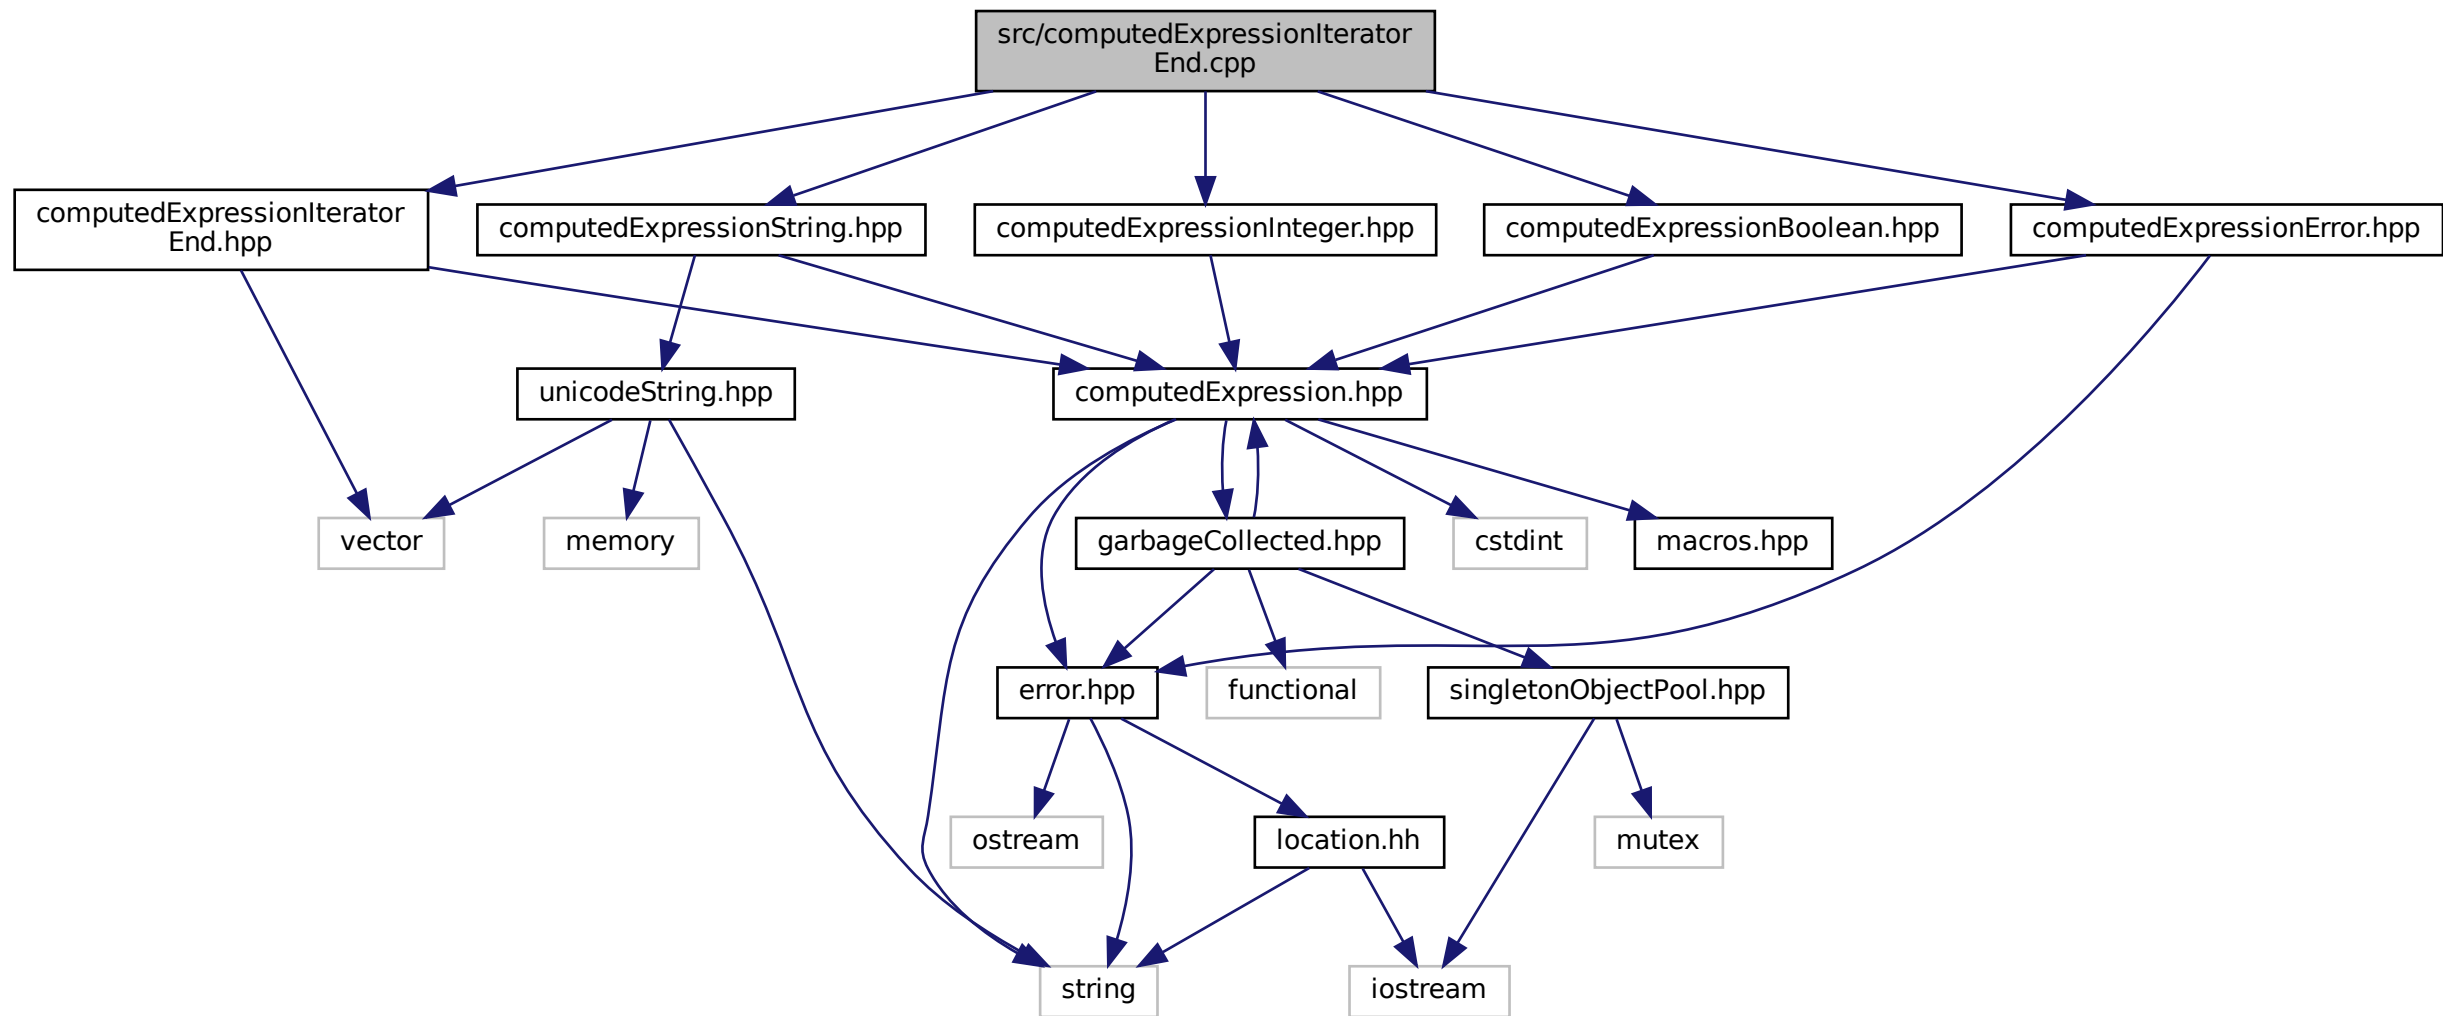 src/computedExpressionIterator
End.cpp
computedExpressionIterator
End.hpp
computedExpressionString.hpp
computedExpressionInteger.hpp
computedExpressionBoolean.hpp
computedExpressionError.hpp
unicodeString.hpp
computedExpression.hpp
vector
memory
garbageCollected.hpp
cstdint
macros.hpp
error.hpp
functional
singletonObjectPool.hpp
ostream
location.hh
mutex
string
iostream